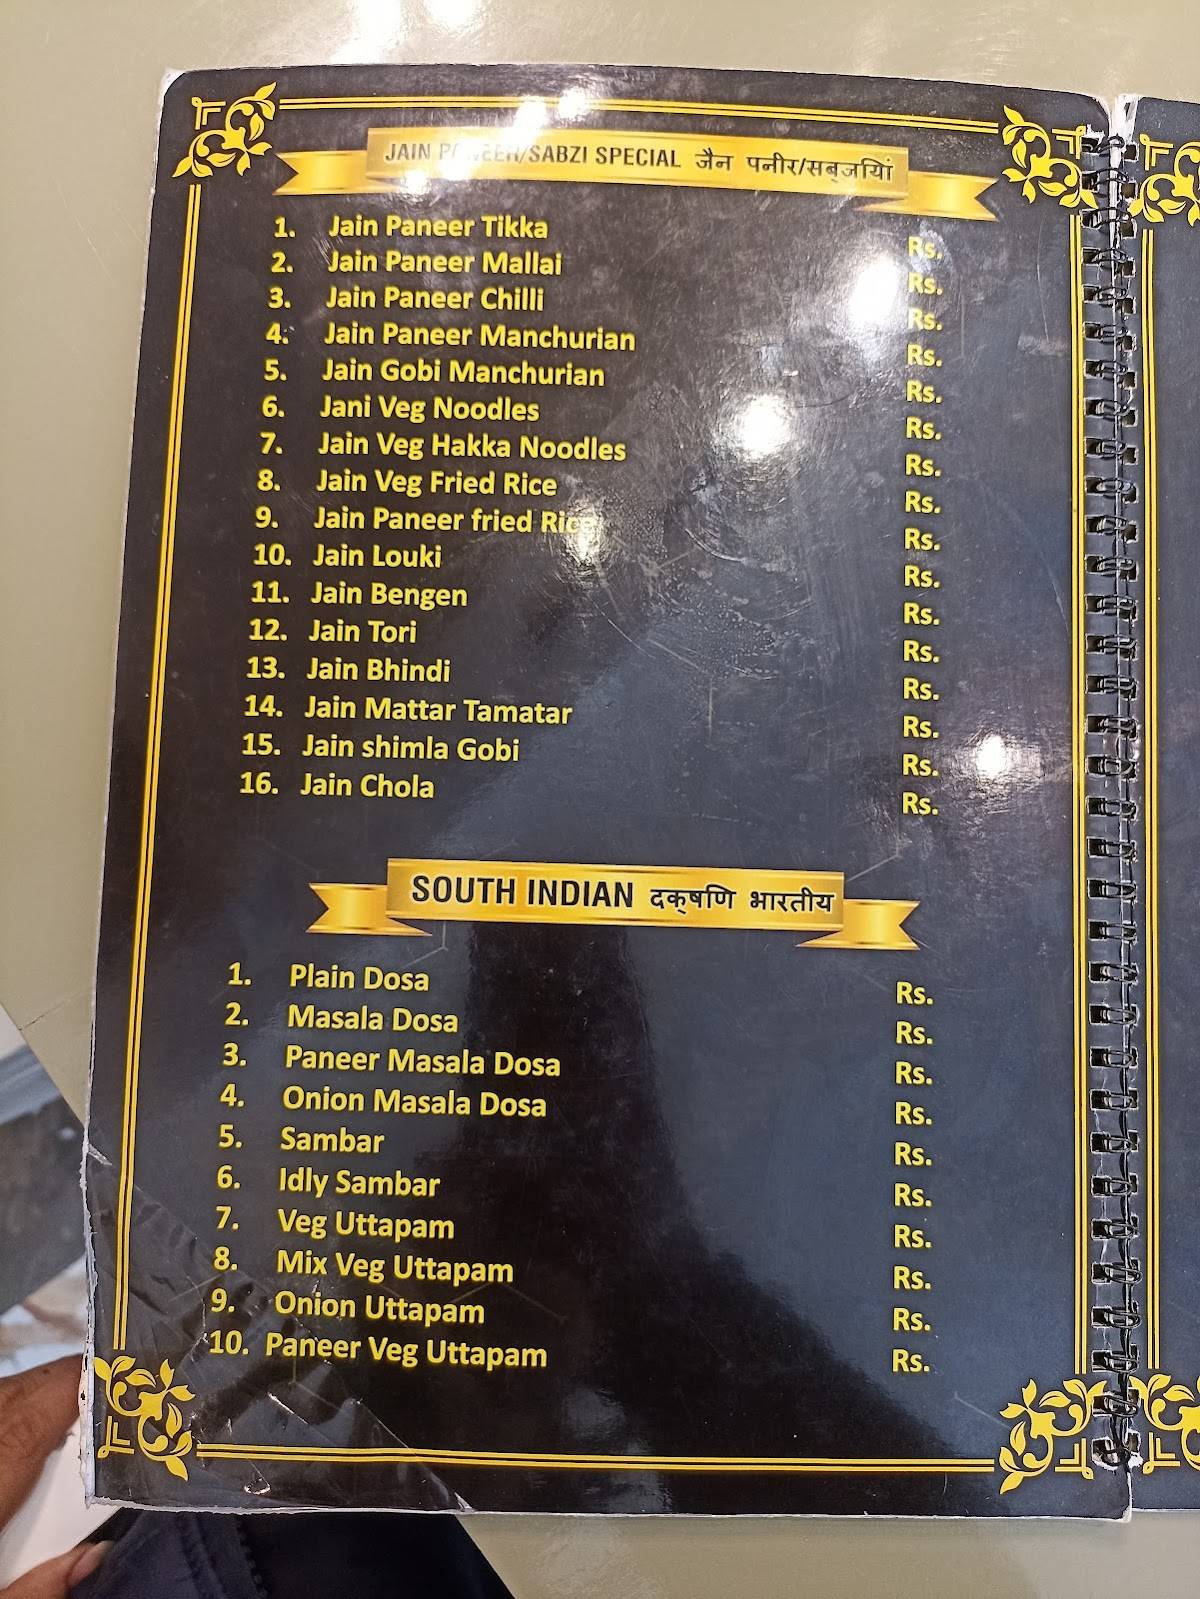 JAIN PANEER/SABZI SPECIAL जैन पनीर/सब्जियां
1. Jain Paneer Tikka Rs.
2. Jain Paneer Mallai Rs.
3. Jain Paneer Chilli Rs.
4. Jain Paneer Manchurian Rs.
5. Jain Gobi Manchurian Rs.
6. Jani Veg Noodles Rs.
7. Jain Veg Hakka Noodles Rs.
8. Jain Veg Fried Rice Rs.
9. Jain Paneer fried Rice Rs.
10. Jain Louki Rs.
11. Jain Bengen Rs.
12. Jain Tori Rs.
13. Jain Bhindi Rs.
14. Jain Mattar Tamatar Rs.
15. Jain shimla Gobi Rs.
16. Jain Chola Rs.
SOUTH INDIAN दक्षणि भारतीय
1. Plain Dosa Rs.
2. Masala Dosa Rs.
3. Paneer Masala Dosa Rs.
4. Onion Masala Dosa Rs.
5. Sambar Rs.
6. Idly Sambar Rs.
7. Veg Uttapam Rs.
8. Mix Veg Uttapam Rs.
9. Onion Uttapam Rs.
10. Paneer Veg Uttapam Rs.